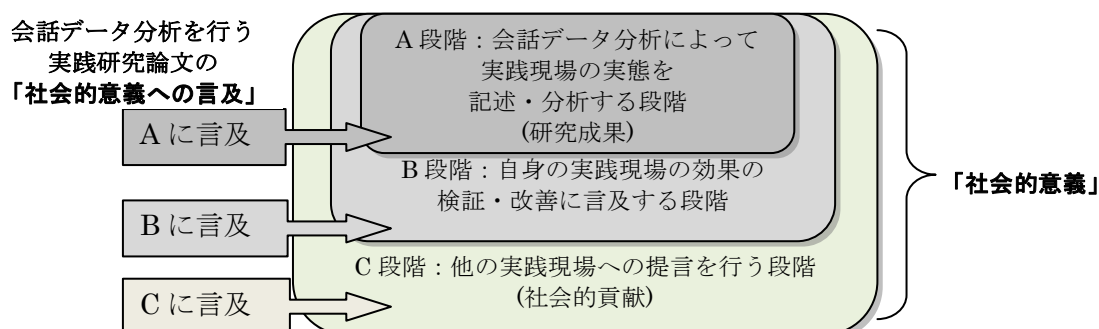 会話データ分析を行う
実践研究論文の
「社会的意義への言及」
Aに言及
Bに言及
Cに言及
A段階：会話データ分析によって
実践現場の実態を
記述・分析する段階
(研究成果)
B段階：自身の実践現場の効果の
検証・改善に言及する段階
C段階：他の実践現場への提言を行う段階
(社会的貢献)
「社会的意義」